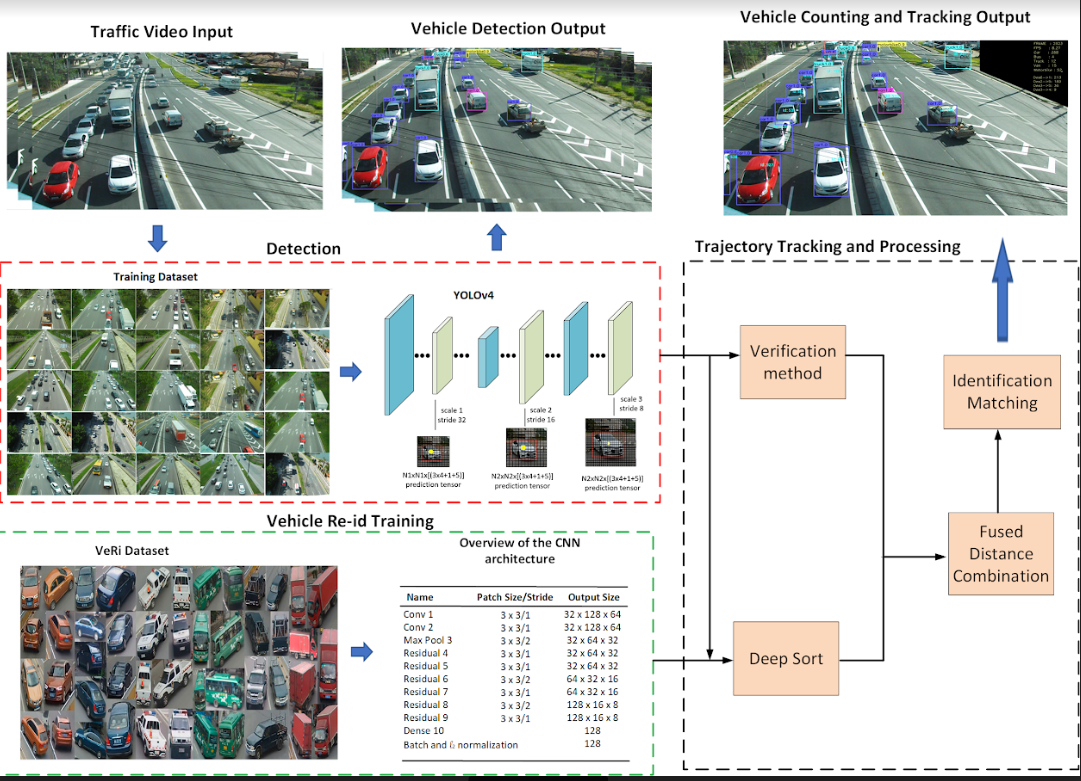 Traffic Video Input
Vehicle Detection Output
Vehicle Counting and Tracking Output
Detection
Training Dataset
YOLOv4
scale 1
stride 32
scale 2
stride 16
scale 3
stride 8
N1xN1x[(3x4+1+5)]
prediction tensor
N2xN2x[(3x4+1+5)]
prediction tensor
N2xN2x[(3x4+1+5)]
prediction tensor
Vehicle Re-id Training
VeRi Dataset
Overview of the CNN
architecture
Name Patch Size/Stride Output Size
Conv 1 3 x 3/1 32 x 128 x 64
Conv 2 3 x 3/1 32 x 128 x 64
Max Pool 3 3 x 3/2 32 x 64 x 32
Residual 4 3 x 3/1 32 x 64 x 32
Residual 5 3 x 3/1 32 x 64 x 32
Residual 6 3 x 3/2 64 x 32 x 16
Residual 7 3 x 3/1 64 x 32 x 16
Residual 8 3 x 3/2 128 x 16 x 8
Residual 9 3 x 3/1 128 x 16 x 8
Dense 10 128
Batch and & normalization 128
Trajectory Tracking and Processing
Verification
method
Deep Sort
Fused
Distance
Combination
Identification
Matching